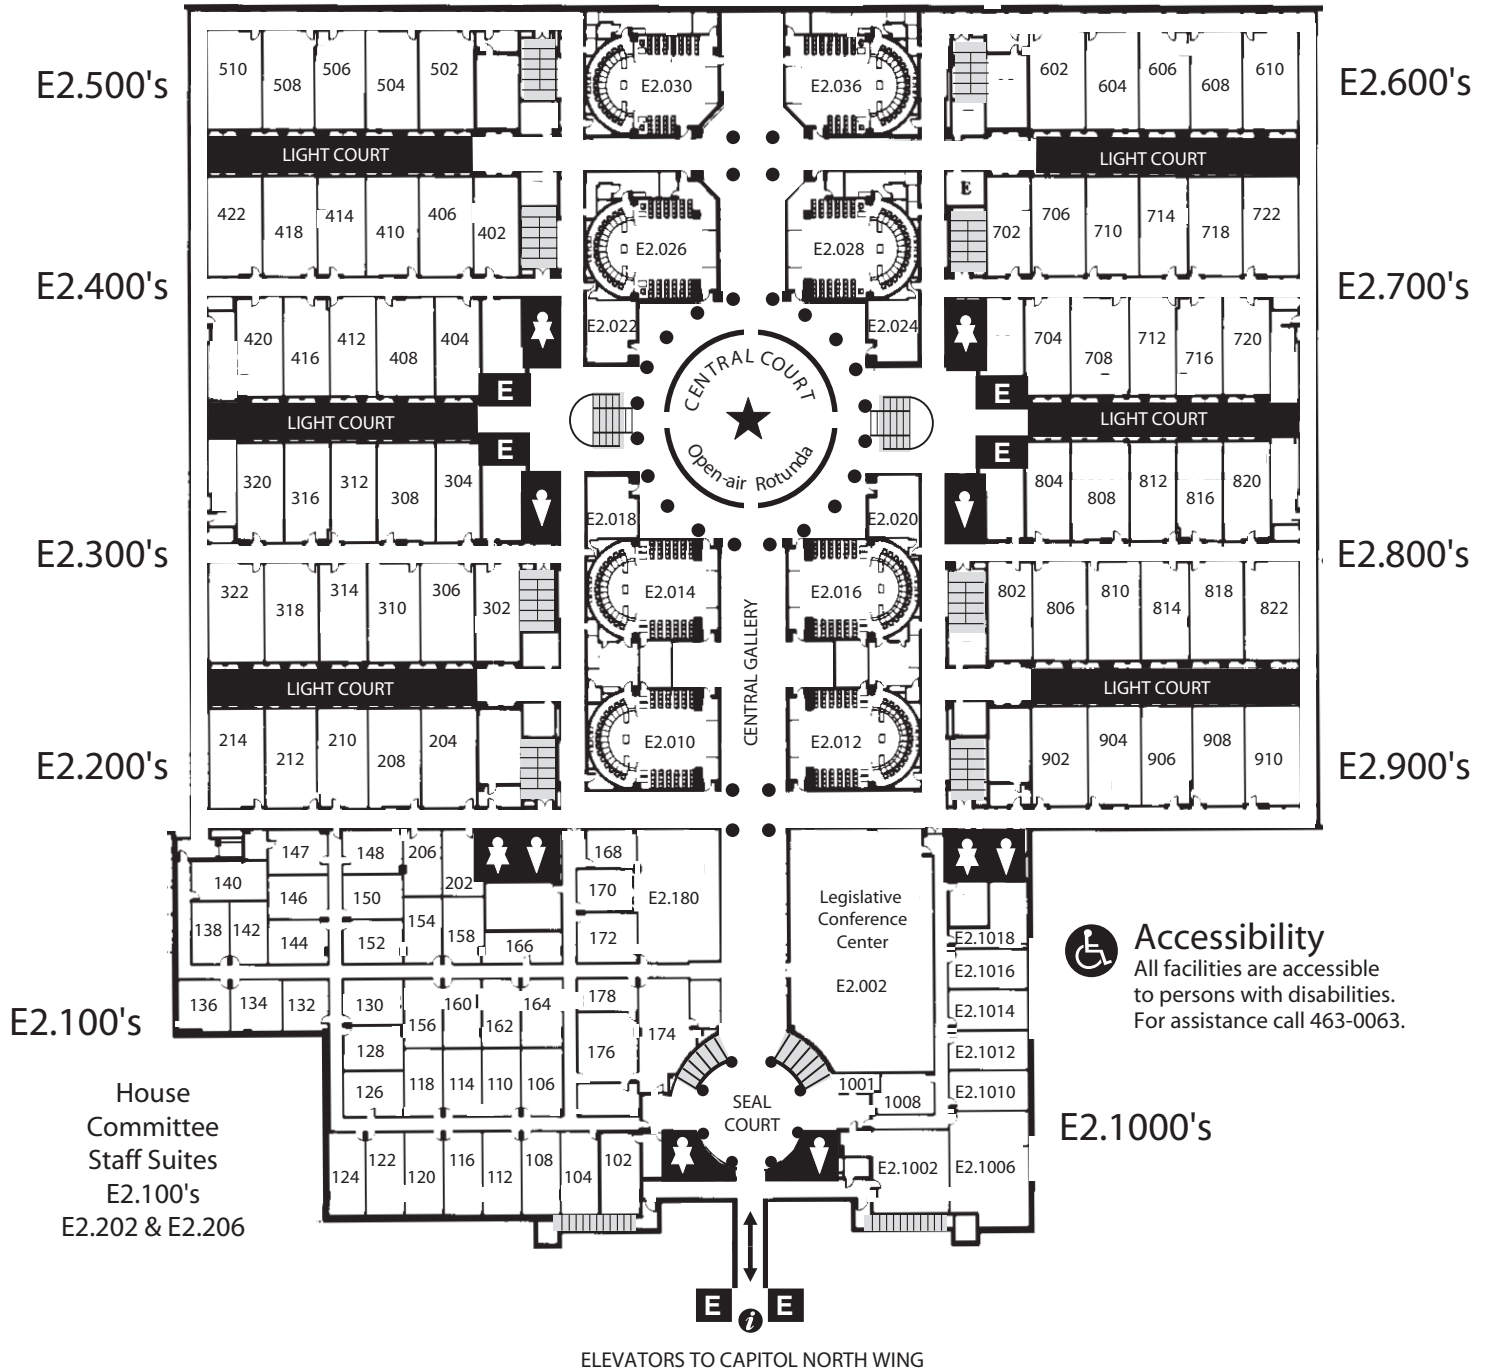 E2.500's
510
508
506
504
502
E2.030
E2.036
602
604
606
608
610
E2.600's
LIGHT COURT
LIGHT COURT
422
418
414
410
406
402
E2.026
E2.028
E
702
706
710
714
718
722
E2.400's
E2.700's
420
416
412
408
404
E2.022
E2.024
704
708
712
716
720
E
E
LIGHT COURT
CENTRAL COURT
Open-air Rotunda
LIGHT COURT
E
E
320
316
312
308
304
E2.018
E2.020
804
808
812
816
820
E2.300's
E2.800's
322
318
314
310
306
302
E2.014
E2.016
802
806
810
814
818
822
CENTRAL GALLERY
LIGHT COURT
LIGHT COURT
214
212
210
208
204
E2.010
E2.012
902
904
906
908
910
E2.200's
E2.900's
147
148
206
168
140
202
170
E2.180
146
150
138
142
154
144
152
158
166
172
Legislative
Conference
Center
E2.002
E2.1018
E2.1016
E2.1014
E2.1012
E2.1010
Accessibility
All facilities are accessible
to persons with disabilities.
For assistance call 463-0063.
136
134
132
130
160
164
178
156
162
174
E2.100's
128
176
126
118
114
110
106
SEAL
COURT
1001
1008
E2.1000's
House
Committee
Staff Suites
E2.100's
E2.202 & E2.206
124
122
120
116
112
108
104
102
E2.1002
E2.1006
E
i
E
ELEVATORS TO CAPITOL NORTH WING